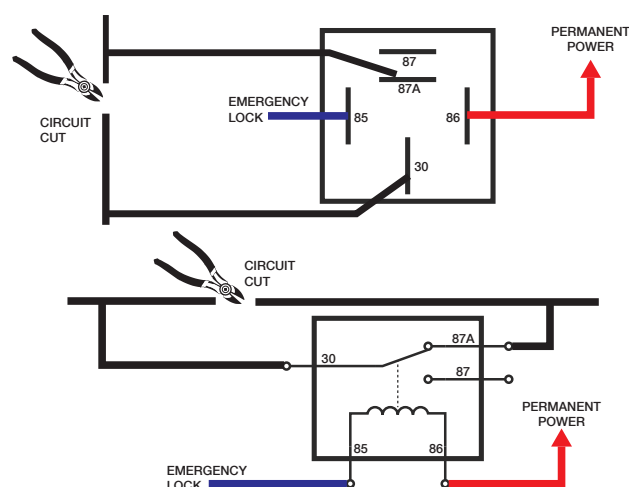 PERMANENT
POWER
87
87A
EMERGENCY
LOCK
85
86
CIRCUIT
CUT
30
CIRCUIT
CUT
87A
30
87
PERMANENT
POWER
85
86
EMERGENCY
LOCK